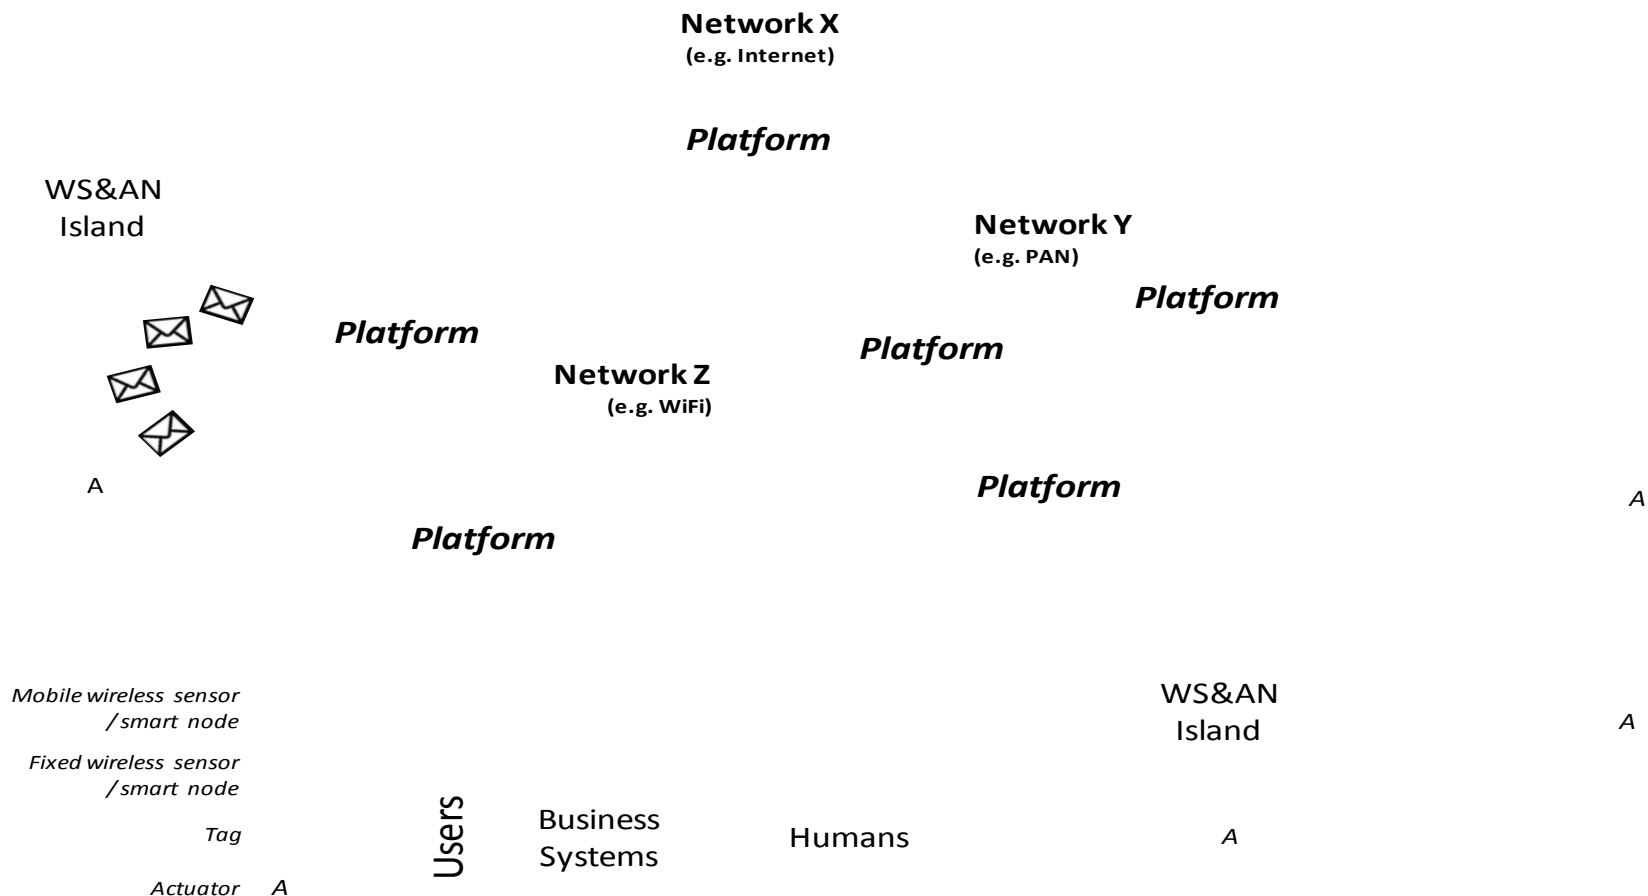 Network X
(e.g. Internet)
Platform
WS&AN
Island
Network Y
(e.g. PAN)
Platform
Platform
Platform
Network Z
(e.g. WiFi)
A
Platform
A
Platform
Mobile wireless sensor
/smart node
WS&AN
Island
A
Fixed wireless sensor
/smart node
Tag
Users
Business
Systems
Humans
A
Actuator A